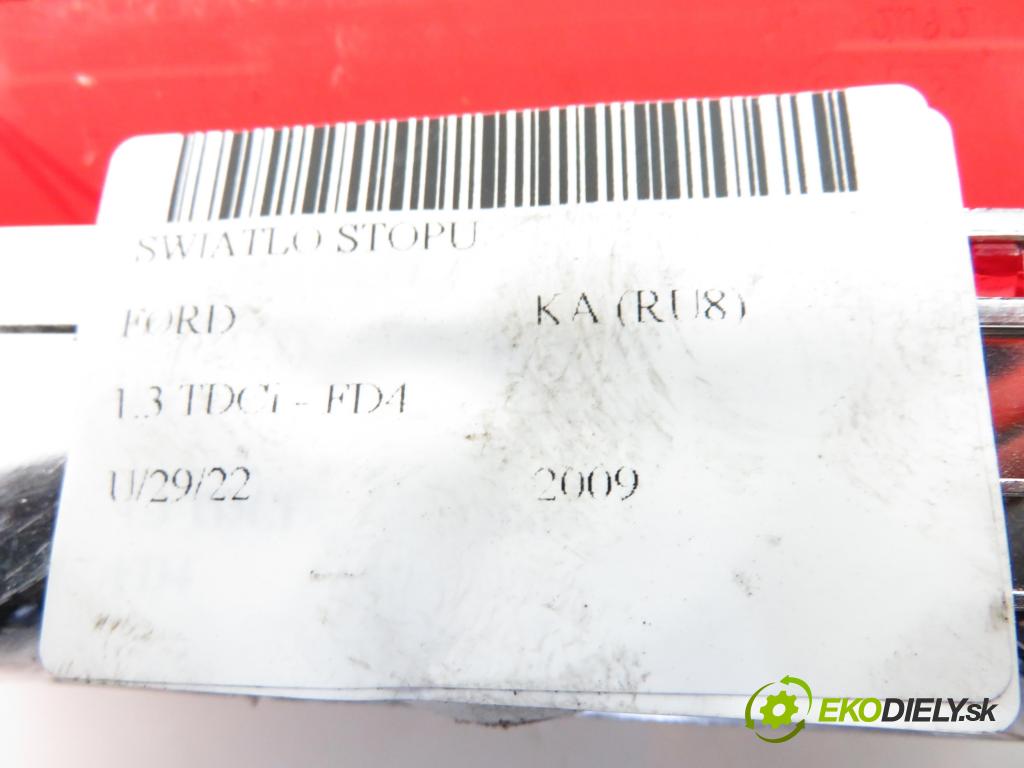 SWIATLO STOPU
FORD KA (RU8)
1.3 TDCi - FD4
U/29/22 2009
EKODIELY.sk